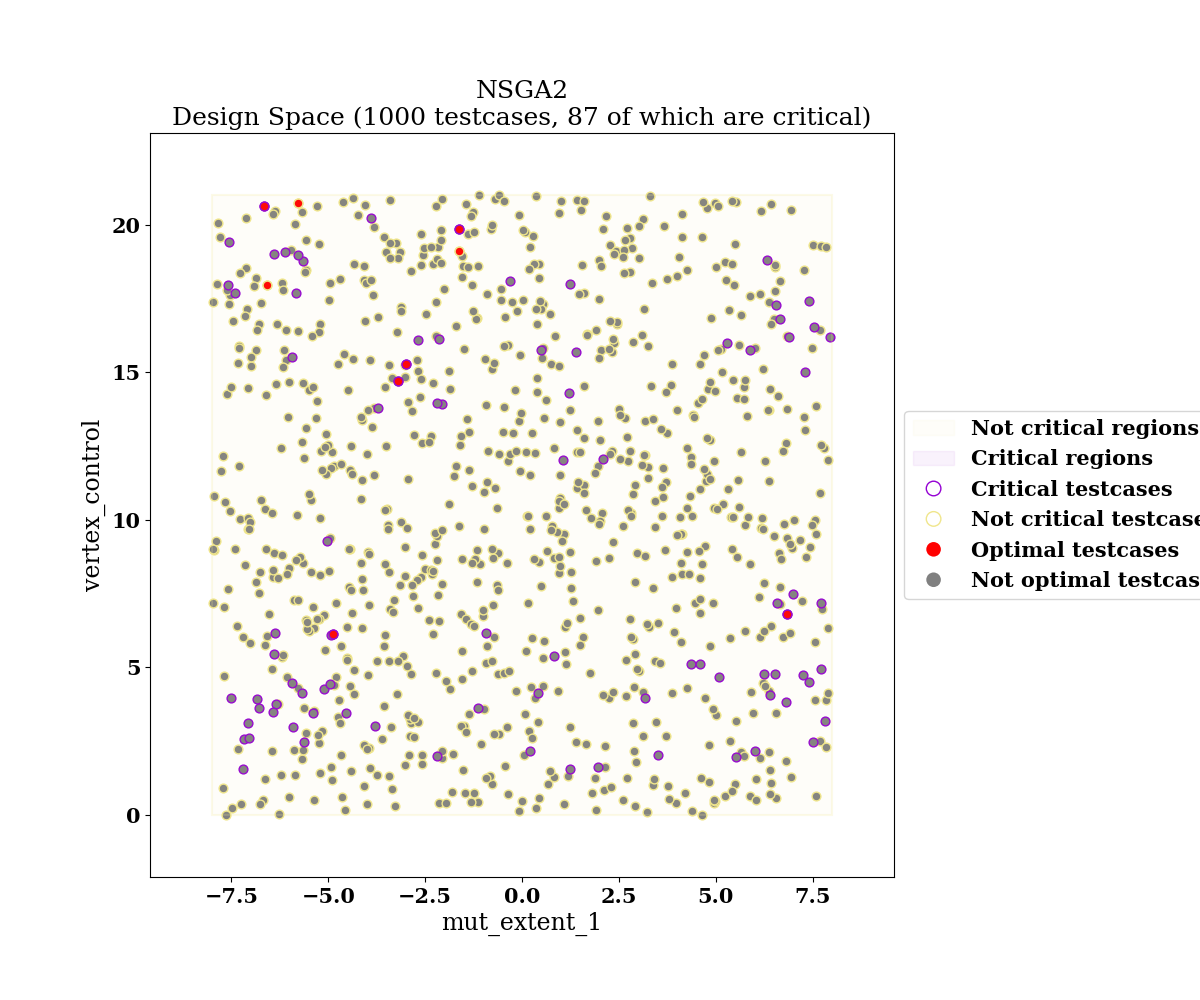 NSGA2
Design Space (1000 testcases, 87 of which are critical)
20
15
10
5
0
vertex_control
−7.5 −5.0 −2.5 0.0 2.5 5.0 7.5
mut_extent_1
Not critical regions
Critical regions
Critical testcases
Not critical testcase
Optimal testcases
Not optimal testcas